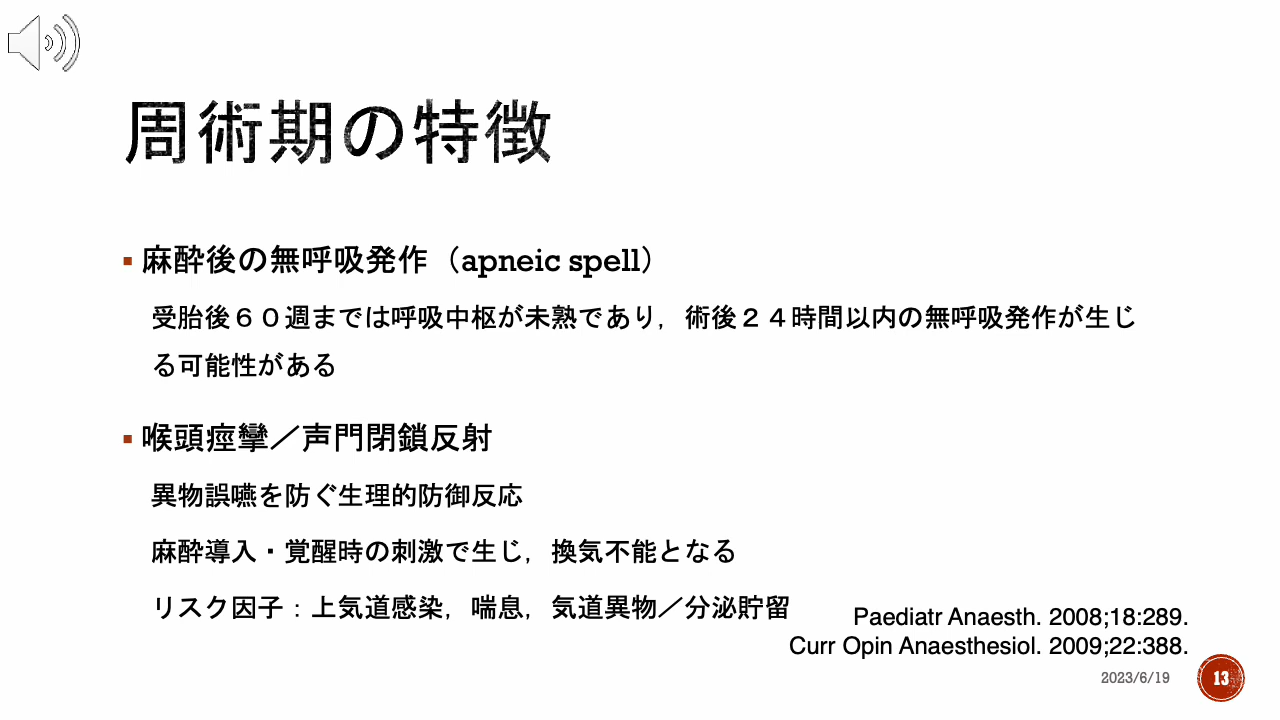 周術期の特徴
▪ 麻酔後の無呼吸発作（apneic spell）
受胎後６０週までは呼吸中枢が未熟であり，術後２４時間以内の無呼吸発作が生じ
る可能性がある
▪ 喉頭痙攣／声門閉鎖反射
異物誤嚥を防ぐ生理的防御反応
麻酔導入・覚醒時の刺激で生じ，換気不能となる
リスク因子：上気道感染，喘息，気道異物／分泌貯留
Paediatr Anaesth. 2008;18:289.
Curr Opin Anaesthesiol. 2009;22:388.
2023/6/19
13